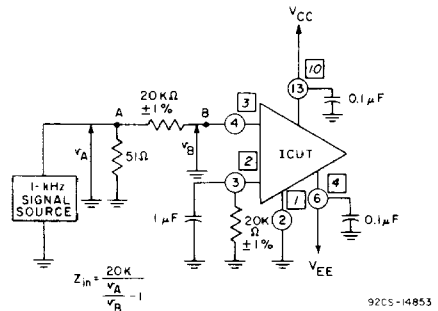 VCC
10
13
0.1 µF
20KΩ
±1%
A
B
3
4
vA
51Ω
vB
ICUT
2
3
1
4
6
0.1 µF
1-kHz
SIGNAL
SOURCE
1 µF
20K
Ω
±1%
2
VEE
Zin = 20K
vA
vB
-1
92CS-14853